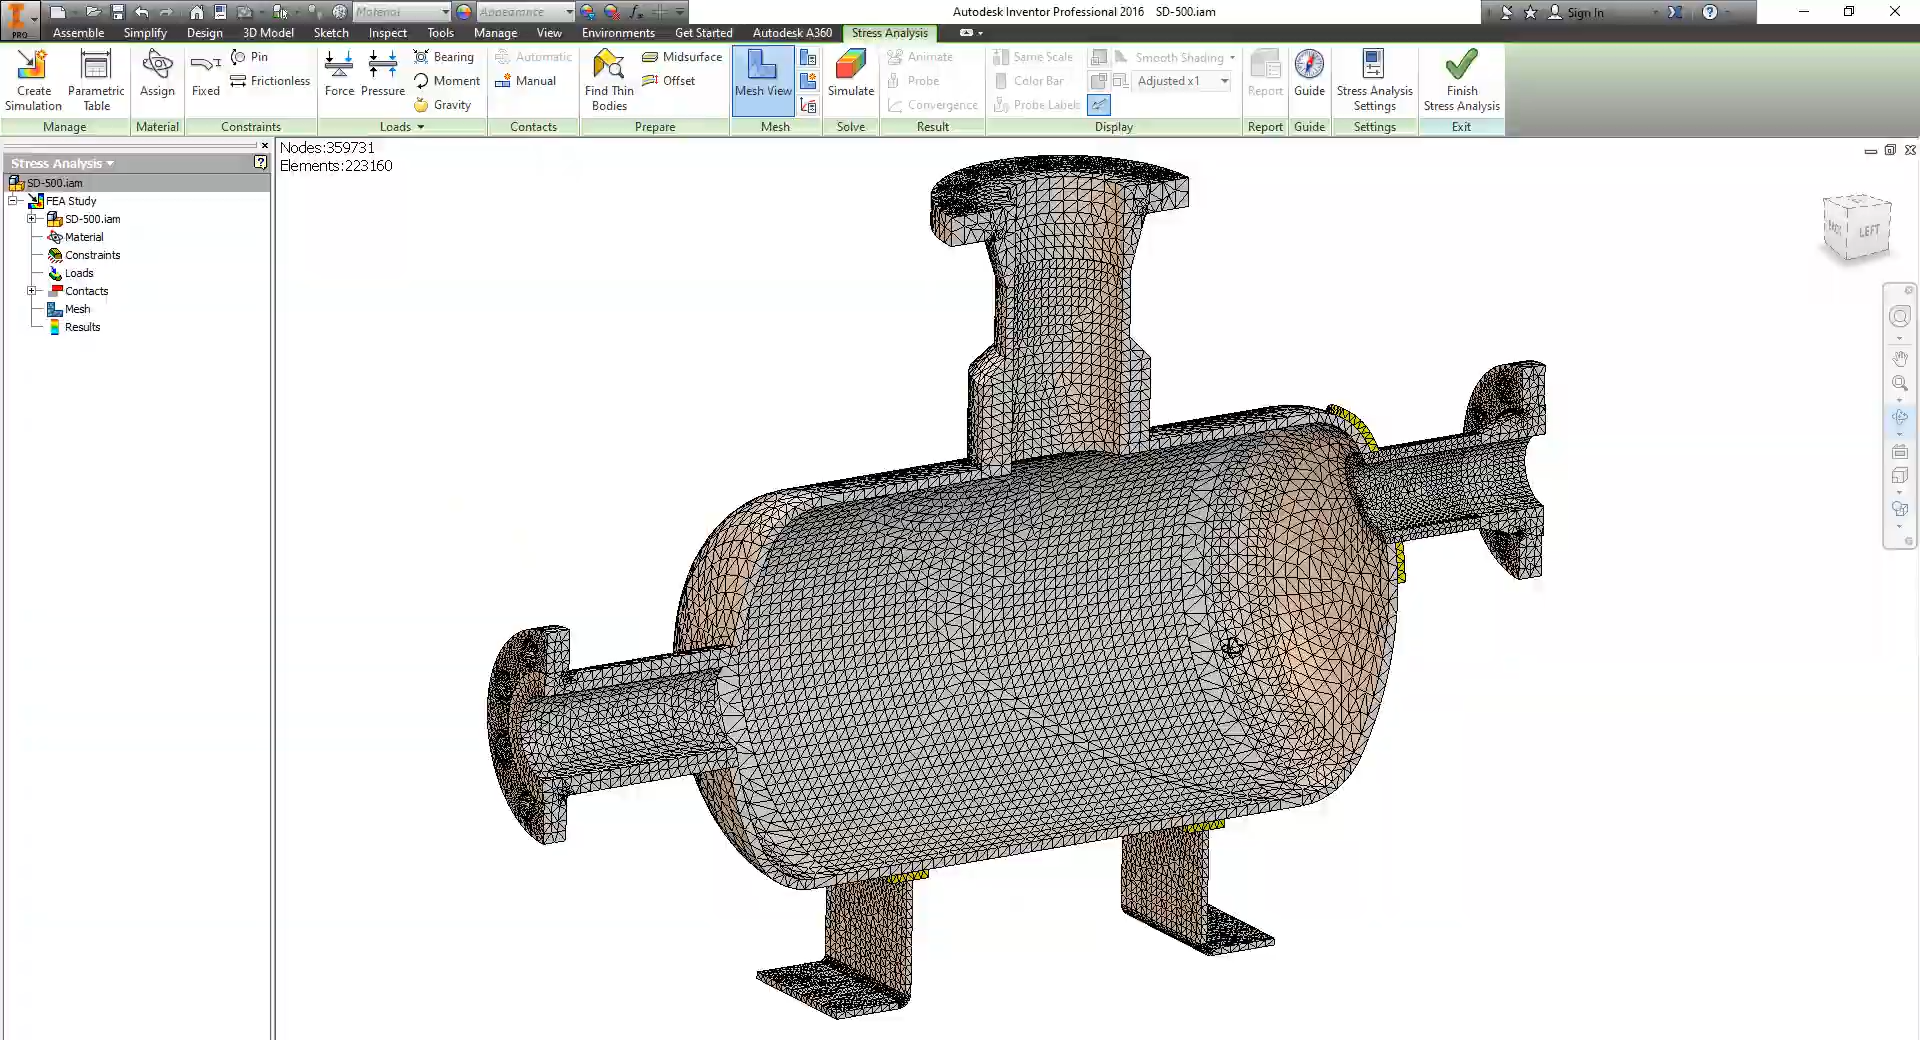 Material
Appearance
Autodesk Inventor Professional 2016 SD-500.iam
Sign In
PRO
Assemble Simplify Design 3D Model Sketch Inspect Tools Manage View Environments Get Started Autodesk A360 Stress Analysis
Create Simulation
Parametric Table
Manage
Assign
Material
Fixed
Pin
Frictionless
Constraints
Force
Pressure
Bearing
Moment
Gravity
Loads
Automatic
Manual
Contacts
Find Thin Bodies
Midsurface
Offset
Prepare
Mesh View
Mesh
Simulate
Solve
Animate
Probe
Convergence
Result
Same Scale
Color Bar
Probe Labels
Smooth Shading
Adjusted x1
Display
Report
Report
Guide
Guide
Stress Analysis Settings
Settings
Finish Stress Analysis
Exit
Stress Analysis
SD-500.iam
FEA Study
SD-500.iam
Material
Constraints
Loads
Contacts
Mesh
Results
Nodes:359731
Elements:223160
BACK
LEFT